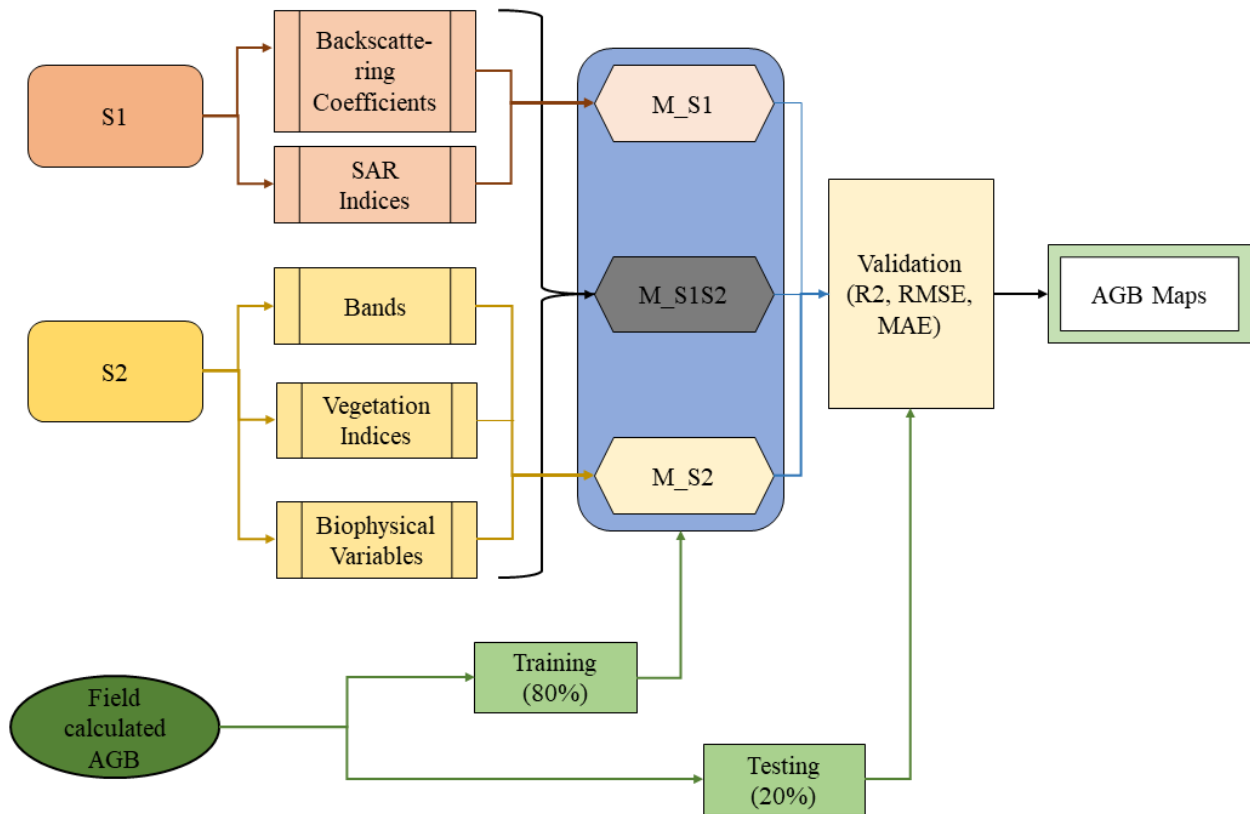 S1
Backscatte-
ring
Coefficients
SAR
Indices
M_S1
S2
Bands
Vegetation
Indices
Biophysical
Variables
M_S1S2
M_S2
Validation
(R2, RMSE,
MAE)
AGB Maps
Field
calculated
AGB
Training
(80%)
Testing
(20%)